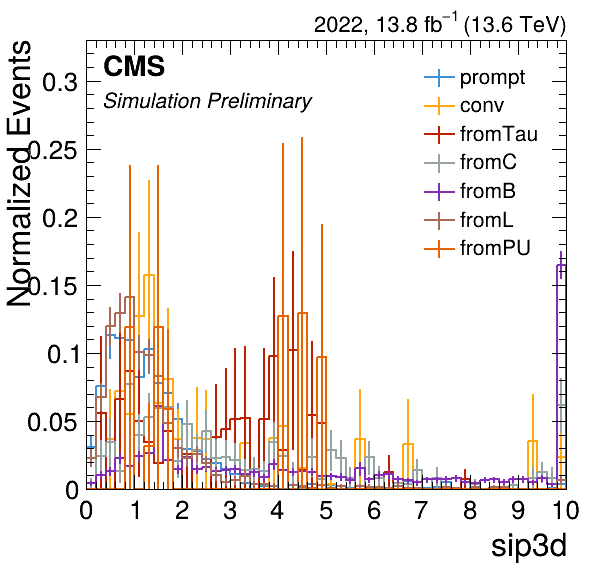 2022, 13.8 fb⁻¹ (13.6 TeV)
CMS
Simulation Preliminary
Normalized Events
prompt
conv
fromTau
fromC
fromB
fromL
fromPU
0.3
0.25
0.2
0.15
0.1
0.05
0
0 1 2 3 4 5 6 7 8 9 10
sip3d